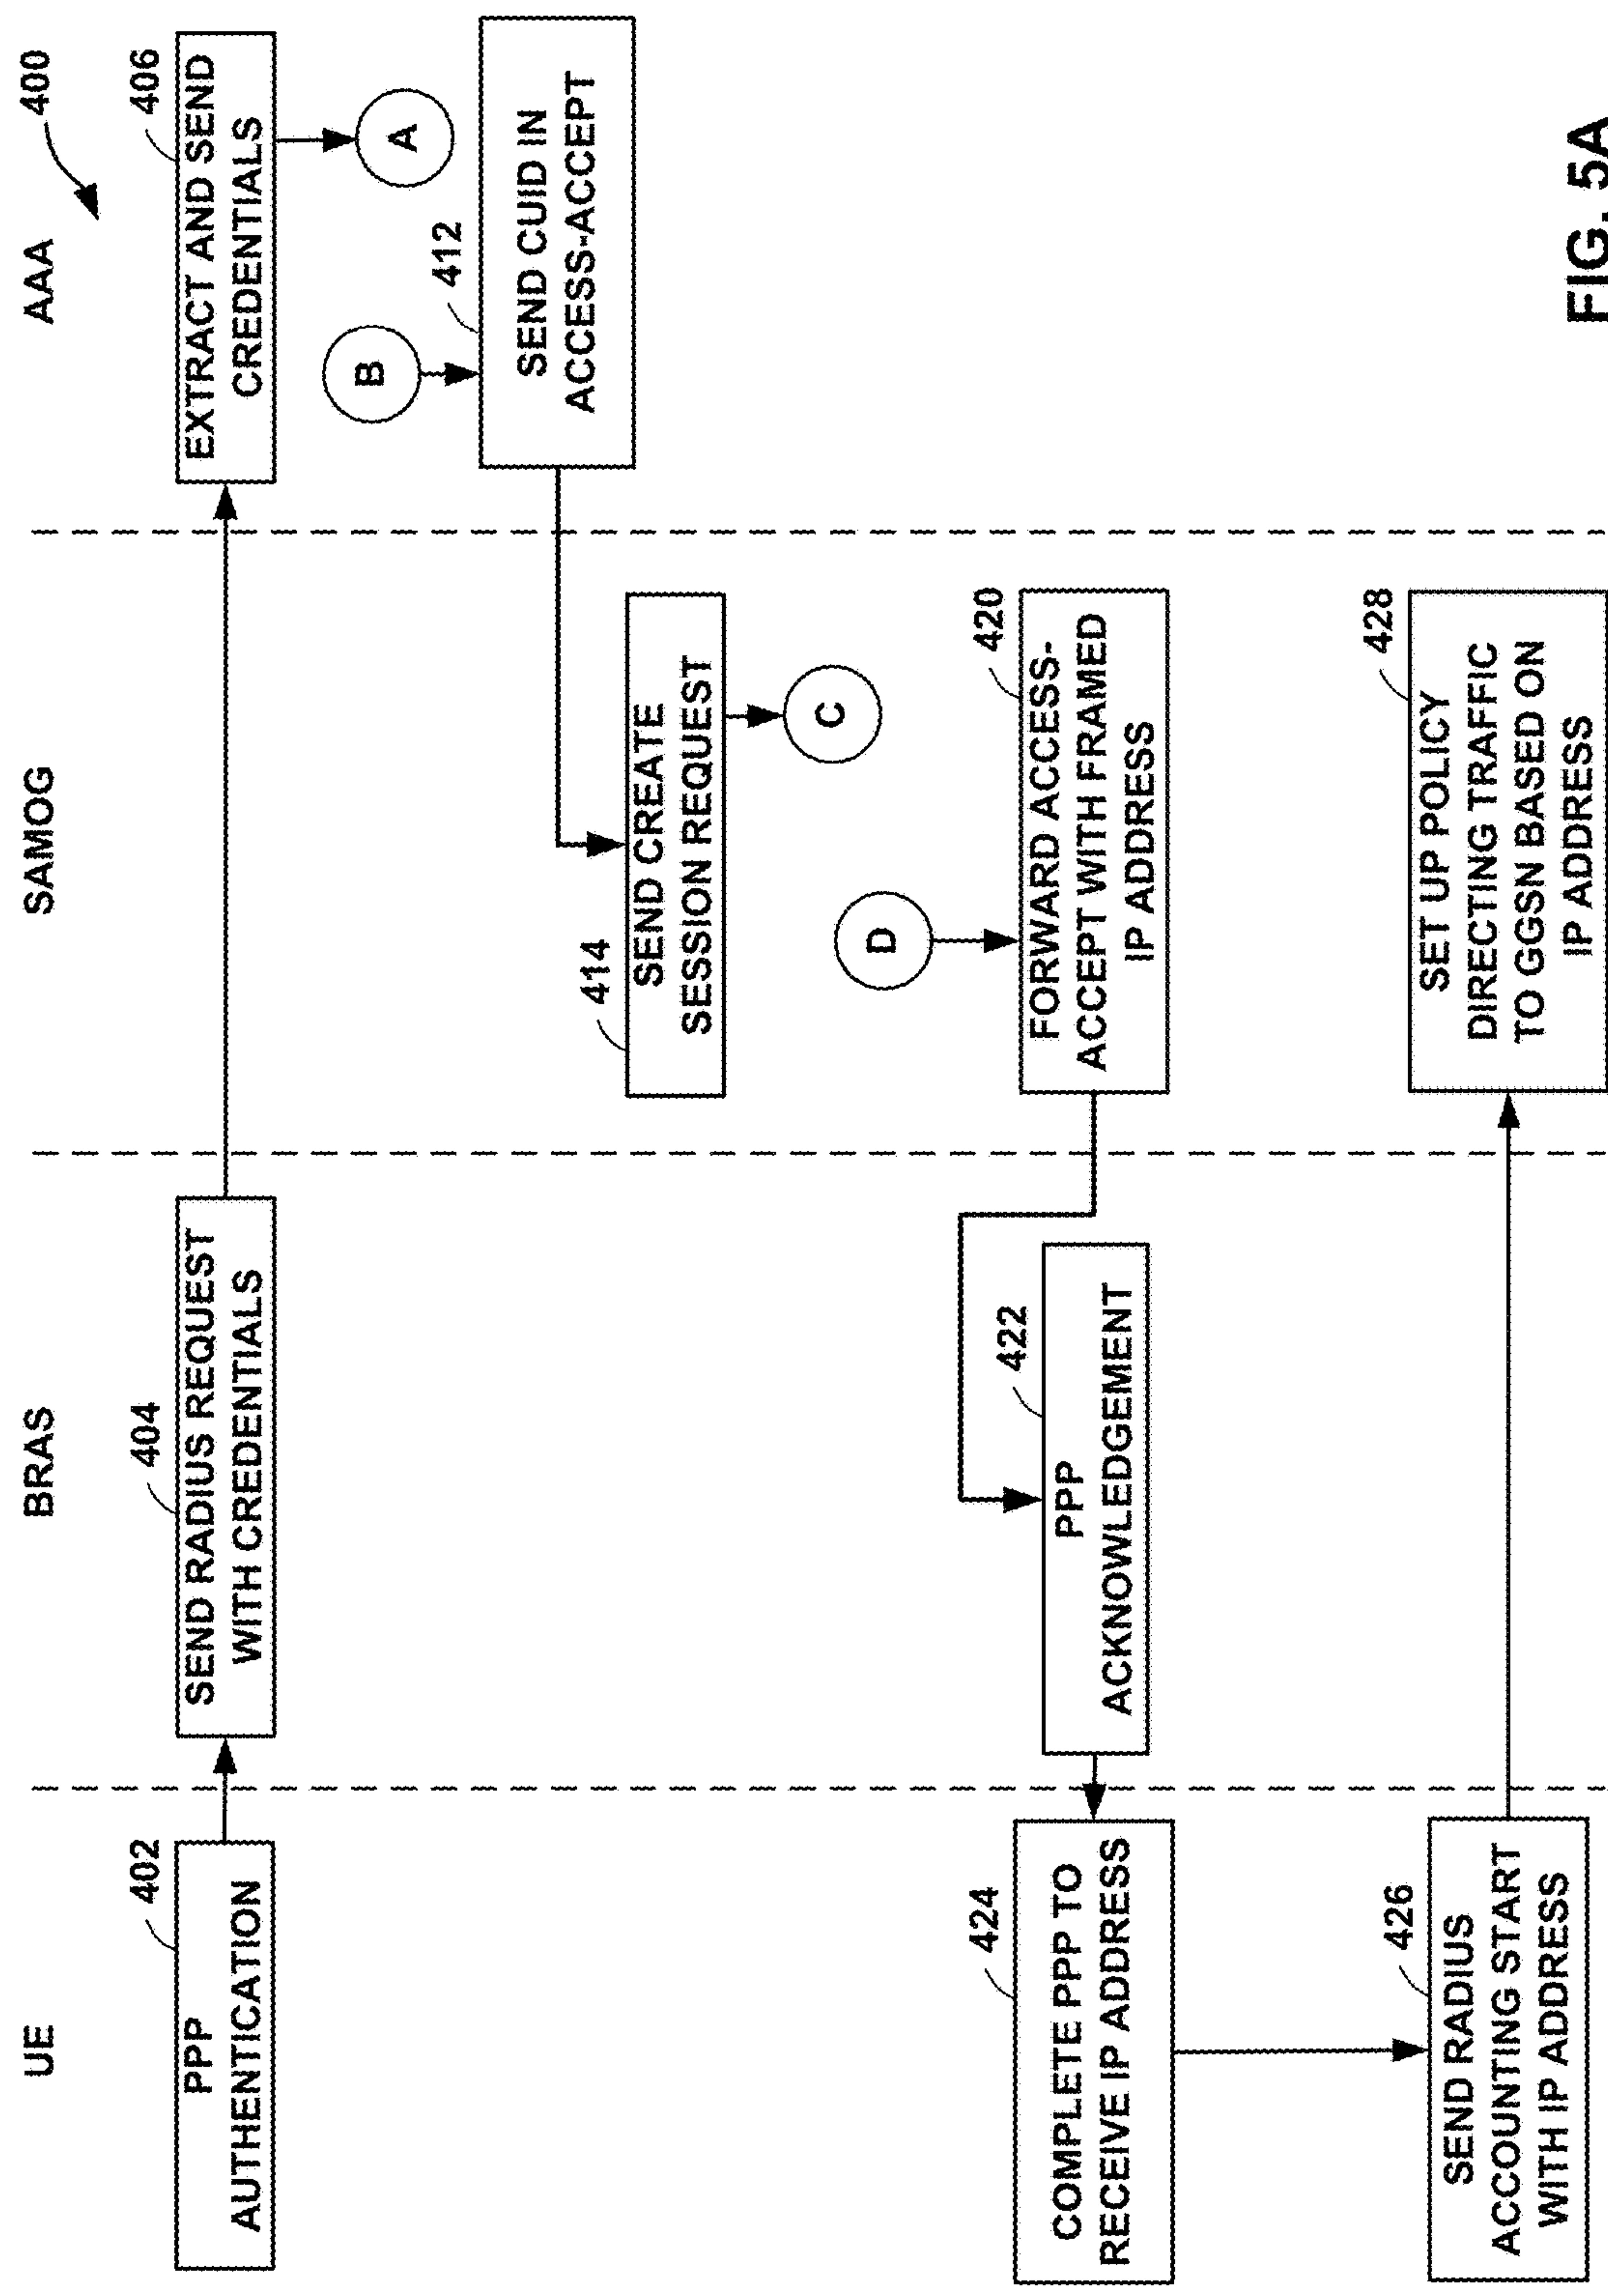 UE
BRAS
SAMOG
AAA
400
402
PPP
AUTHENTICATION
404
SEND RADIUS REQUEST
WITH CREDENTIALS
406
EXTRACT AND SEND
CREDENTIALS
A
B
412
SEND CUID IN
ACCESS-ACCEPT
414
SEND CREATE
SESSION REQUEST
C
D
420
FORWARD ACCESS-
ACCEPT WITH FRAMED
IP ADDRESS
422
PPP
ACKNOWLEDGEMENT
424
COMPLETE PPP TO
RECEIVE IP ADDRESS
426
SEND RADIUS
ACCOUNTING START
WITH IP ADDRESS
428
SET UP POLICY
DIRECTING TRAFFIC
TO GGSN BASED ON
IP ADDRESS
FIG. 5A